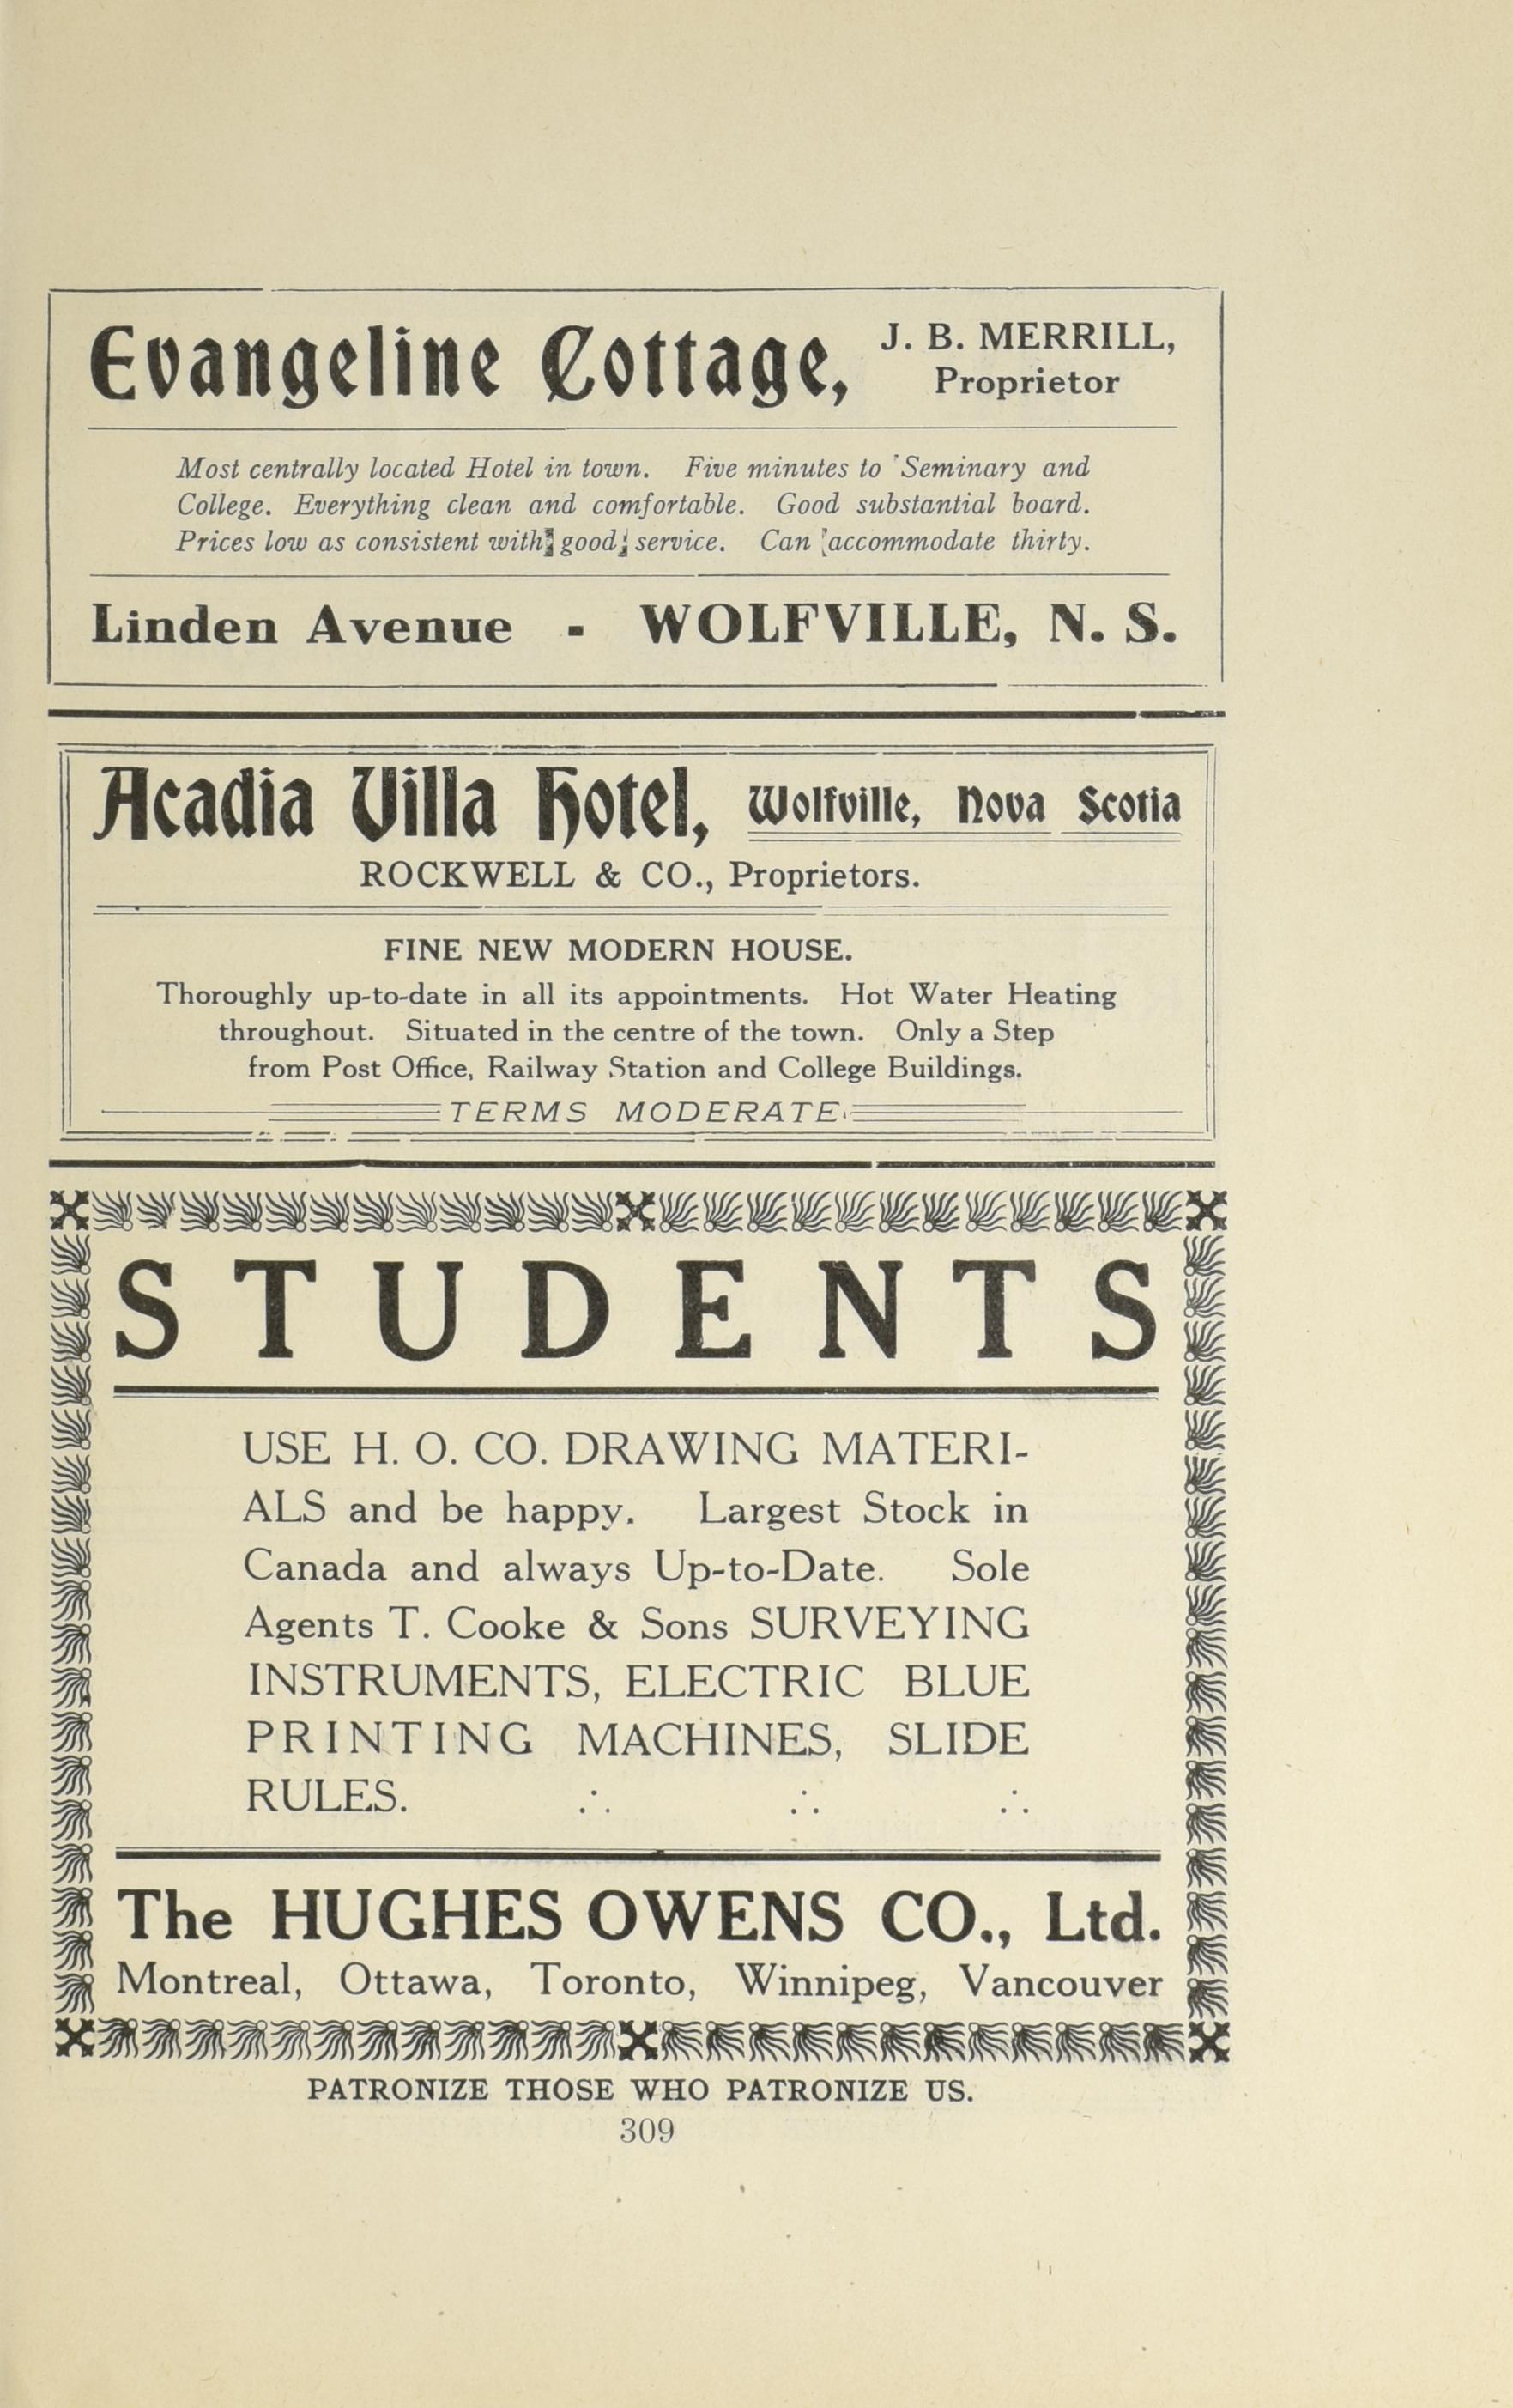 Evangeline Cottage, J. B. MERRILL,
Proprietor
Most centrally located Hotel in town. Five minutes to Seminary and
College. Everything clean and comfortable. Good substantial board.
Prices low as consistent with good service. Can accommodate thirty.
Linden Avenue - WOLFVILLE, N. S.
Acadia Villa Hotel, Wolfville, Nova Scotia
ROCKWELL & CO., Proprietors.
FINE NEW MODERN HOUSE.
Thoroughly up-to-date in all its appointments. Hot Water Heating
throughout. Situated in the centre of the town. Only a Step
from Post Office, Railway Station and College Buildings.
TERMS MODERATE.
STUDENTS
USE H. O. CO. DRAWING MATERI-
ALS and be happy. Largest Stock in
Canada and always Up-to-Date. Sole
Agents T. Cooke & Sons SURVEYING
INSTRUMENTS, ELECTRIC BLUE
PRINTING MACHINES, SLIDE
RULES. ∴ ∴ ∴
The HUGHES OWENS CO., Ltd.
Montreal, Ottawa, Toronto, Winnipeg, Vancouver
PATRONIZE THOSE WHO PATRONIZE US.
309